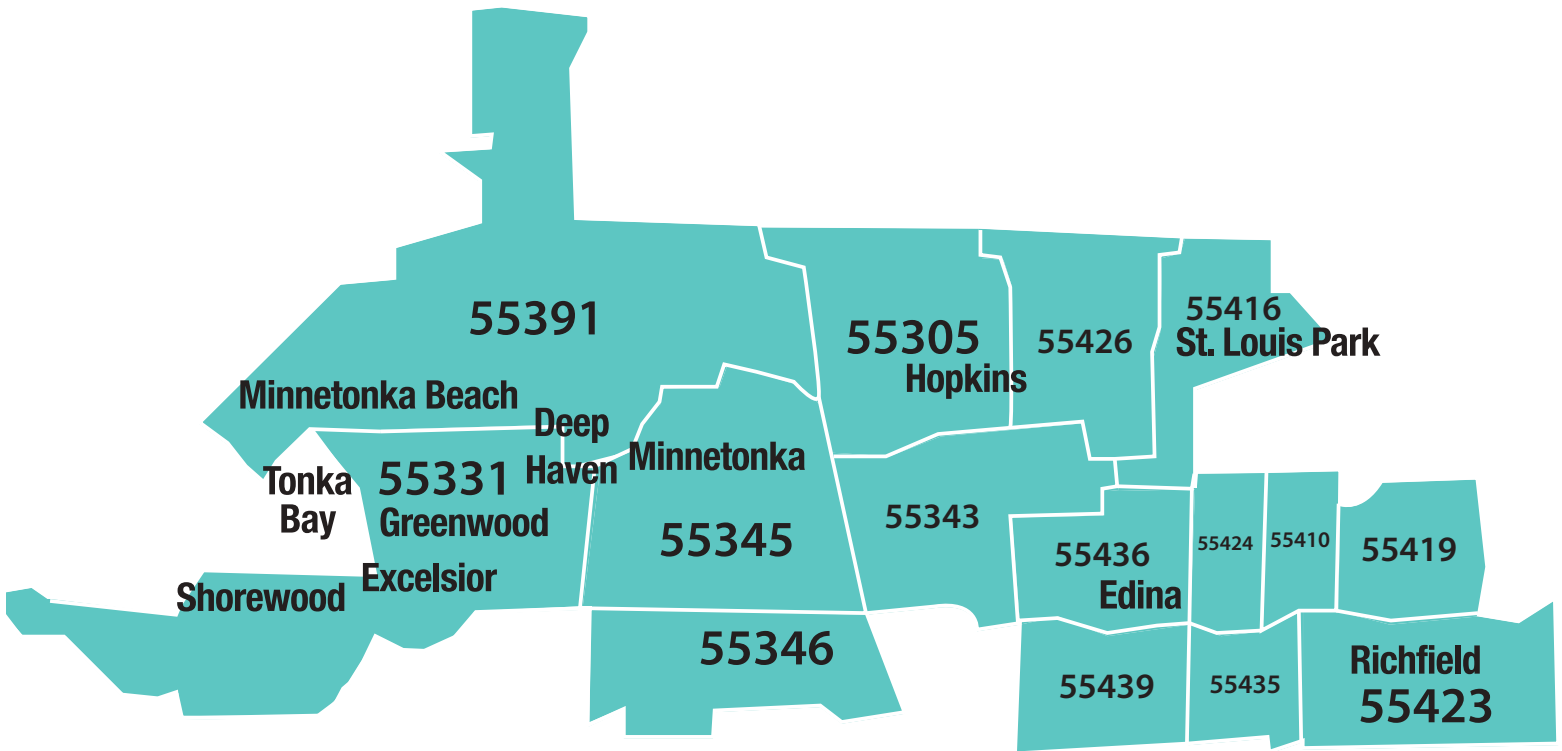 55391
55305
Hopkins
55426
55416
St. Louis Park
Minnetonka Beach
Deep
Haven
Minnetonka
Tonka
Bay
55331
Greenwood
Excelsior
Shorewood
55345
55343
55346
55436
Edina
55424
55410
55419
55439
55435
Richfield
55423